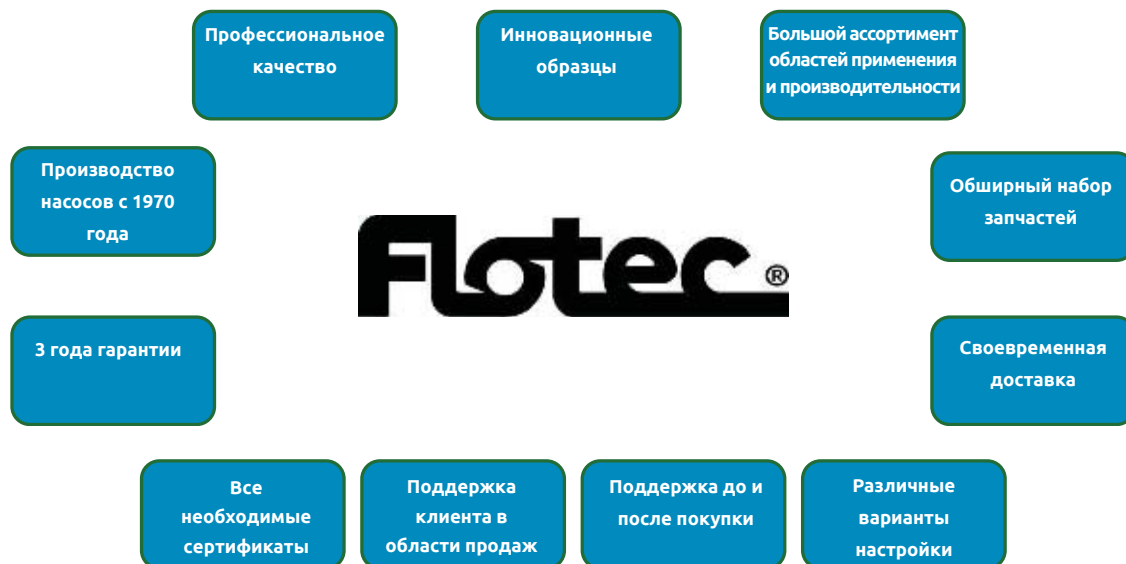 Профессиональное
качество
Инновационные
образцы
Большой ассортимент
областей применения
и производительности
Производство
насосов с 1970
года
Обширный набор
запчастей
Flotec®
3 года гарантии
Своевременная
доставка
Все
необходимые
сертификаты
Поддержка
клиента в
области продаж
Поддержка до и
после покупки
Различные
варианты
настройки